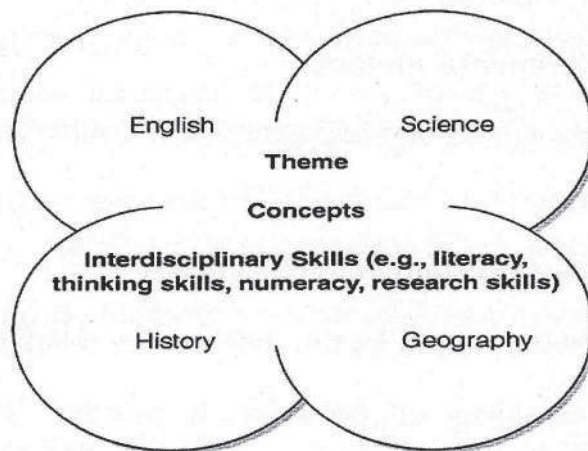 English Science
Theme
Concepts
Interdisciplinary Skills (e.g., literacy,
thinking skills, numeracy, research skills)
History Geography